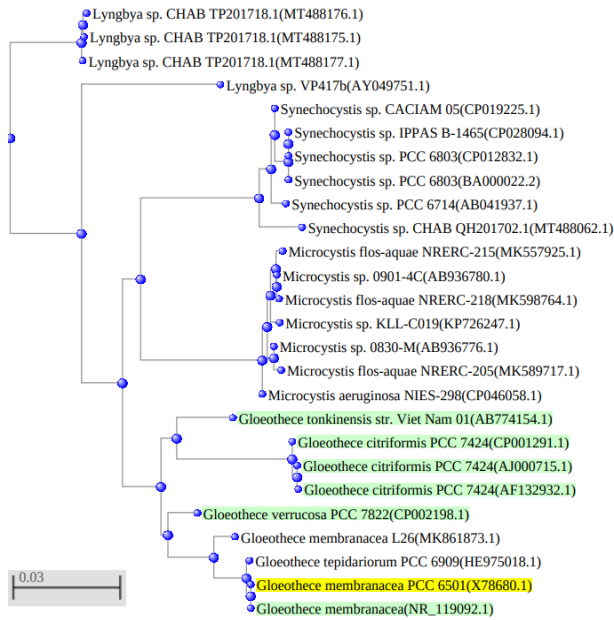 Lyngbya sp. CHAB TP201718.1(MT488176.1)
Lyngbya sp. CHAB TP201718.1(MT488175.1)
Lyngbya sp. CHAB TP201718.1(MT488177.1)
Lyngbya sp. VP417b(AY049751.1)
Synechocystis sp. CACIAM 05(CP019225.1)
Synechocystis sp. IPPAS B-1465(CP028094.1)
Synechocystis sp. PCC 6803(CP012832.1)
Synechocystis sp. PCC 6803(BA000022.2)
Synechocystis sp. PCC 6714(AB041937.1)
Synechocystis sp. CHAB QH201702.1(MT488062.1)
Microcystis flos-aquae NRERC-215(MK557925.1)
Microcystis sp. 0901-4C(AB936780.1)
Microcystis flos-aquae NRERC-218(MK598764.1)
Microcystis sp. KLL-C019(KP726247.1)
Microcystis sp. 0830-M(AB936776.1)
Microcystis flos-aquae NRERC-205(MK589717.1)
Microcystis aeruginosa NIES-298(CP046058.1)
Gloeothece tonkinensis str. Viet Nam 01(AB774154.1)
Gloeothece citriformis PCC 7424(CP001291.1)
Gloeothece citriformis PCC 7424(AJ000715.1)
Gloeothece citriformis PCC 7424(AF132932.1)
Gloeothece verrucosa PCC 7822(CP002198.1)
Gloeothece membranacea L26(MK861873.1)
Gloeothece tepidariorum PCC 6909(HE975018.1)
Gloeothece membranacea PCC 6501(X78680.1)
Gloeothece membranacea(NR_119092.1)
0.03